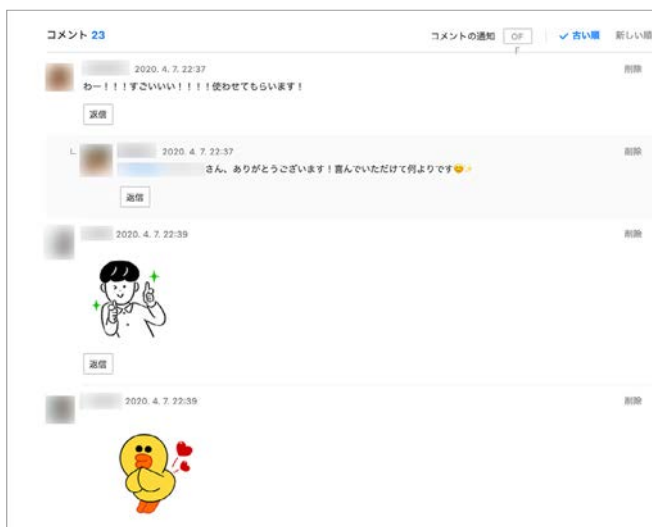 コメント 23
コメントの通知 OF
F
✓ 古い順 新しい順
2020. 4. 7. 22:37 削除
わー！！！すごいいい！！！！使わせてもらいます！
返信
2020. 4. 7. 22:37 削除
さん、ありがとうございます！喜んでいただけて何よりです😊✨
返信
2020. 4. 7. 22:39 削除
返信
2020. 4. 7. 22:39 削除